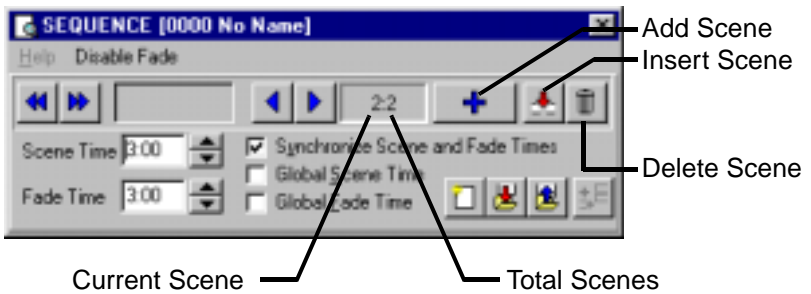 SEQUENCE [0000 No Name]
Add Scene
Help Disable Fade
Insert Scene
2:2
Scene Time 3:00
Synchronize Scene and Fade Times
Global Scene Time
Delete Scene
Fade Time 3:00
Global Fade Time
Current Scene
Total Scenes